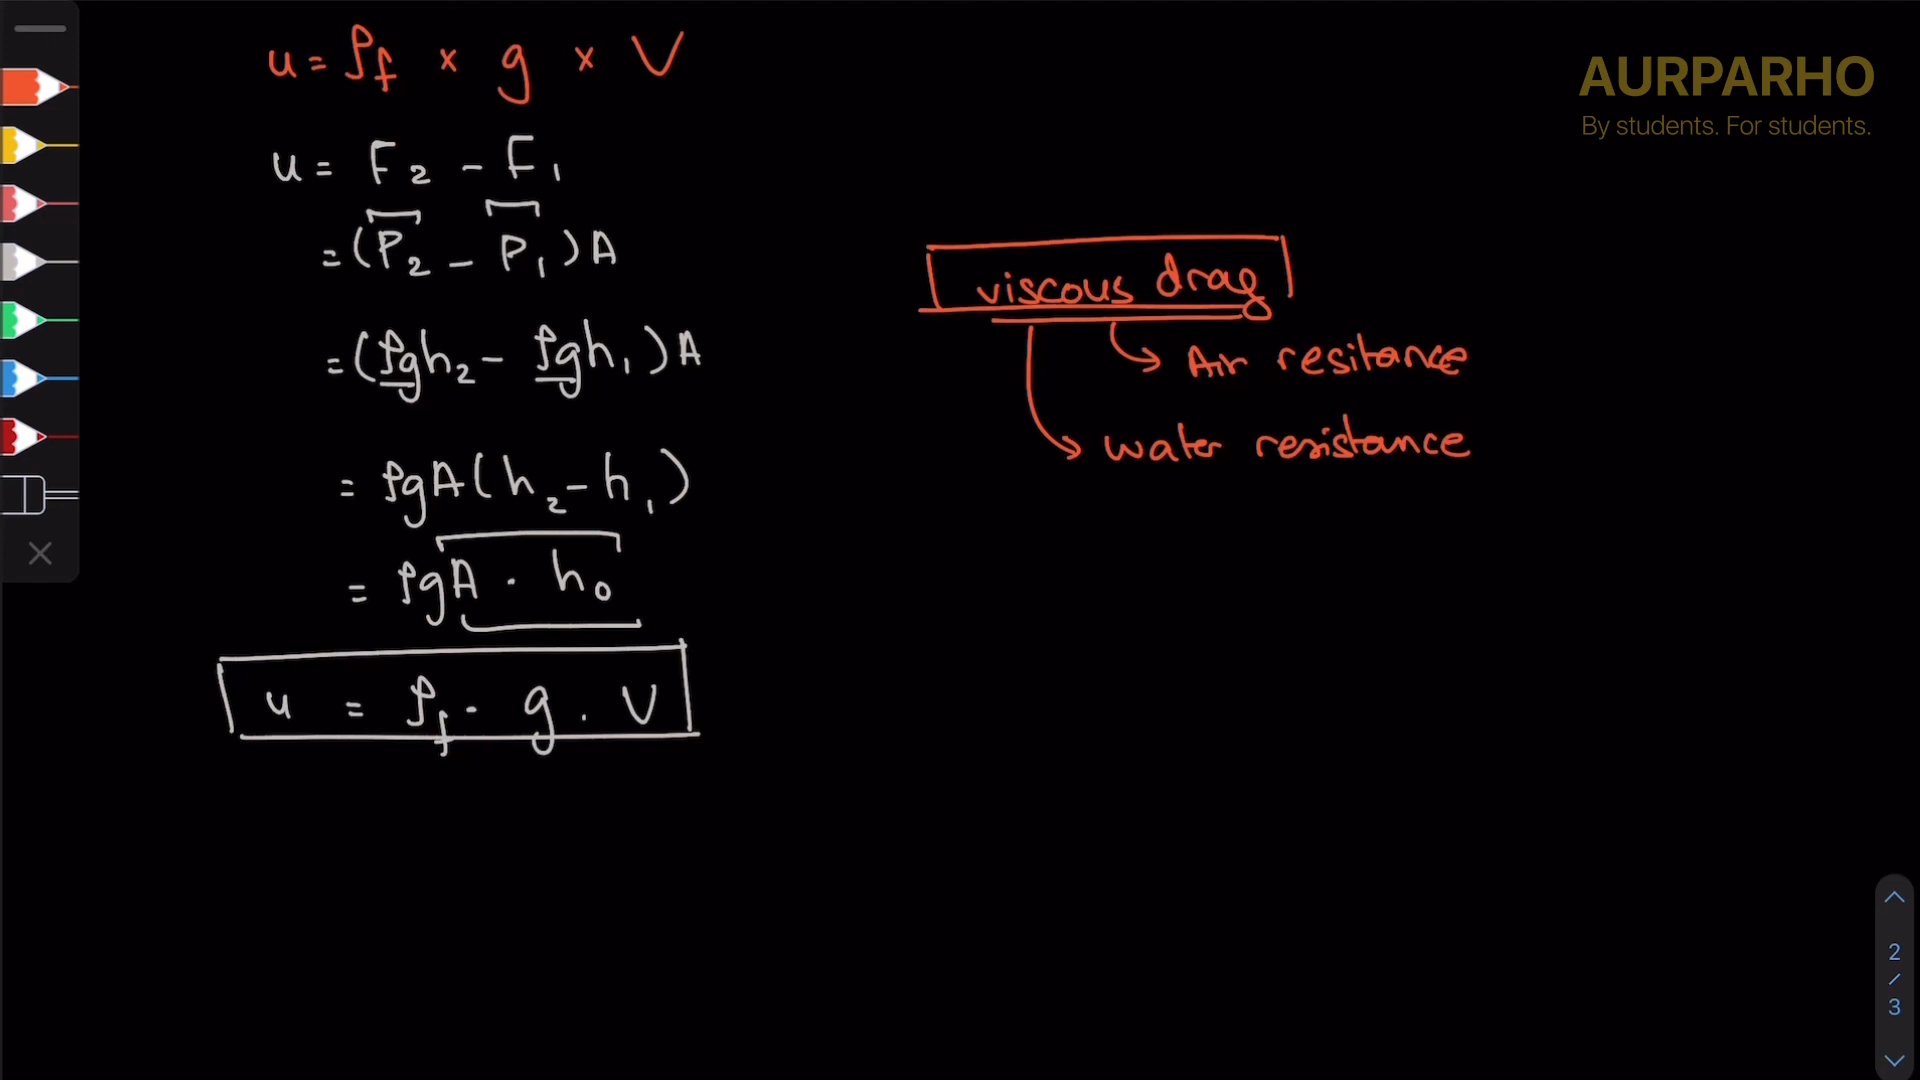 u = ρf × g × V
u = F₂ - F₁
= (P₂ - P₁) A
= (ρgh₂ - ρgh₁) A
= ρgA (h₂ - h₁)
= ρgA · h₀
u = ρf · g · V
AURPARHO
By students. For students.
viscous drag
Air resitance
water resistance
2
/
3